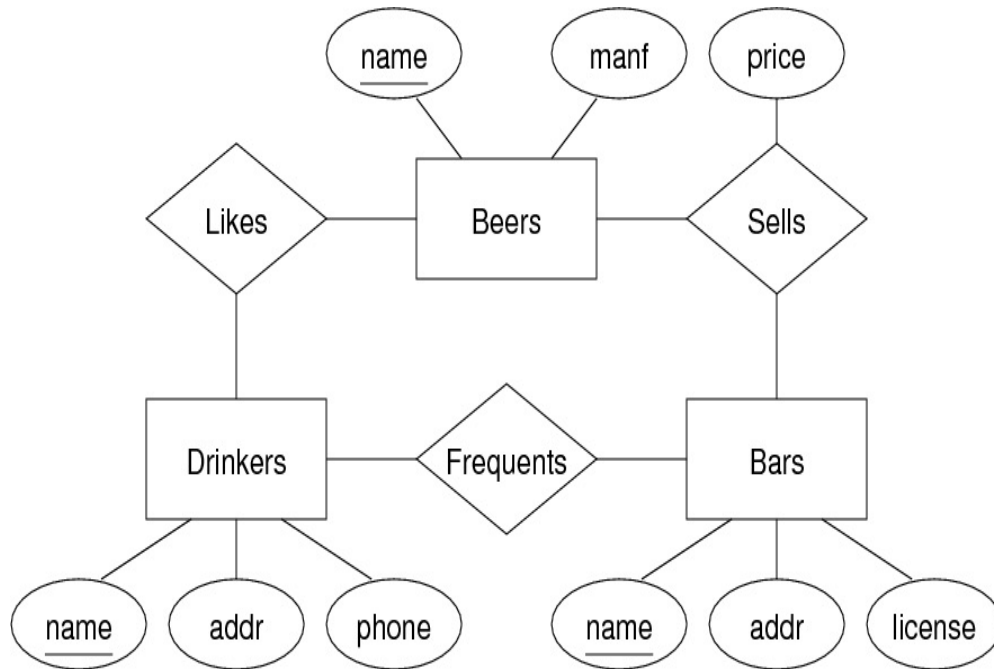 name
manf
price
Likes
Beers
Sells
Drinkers
Frequents
Bars
name
addr
phone
name
addr
license